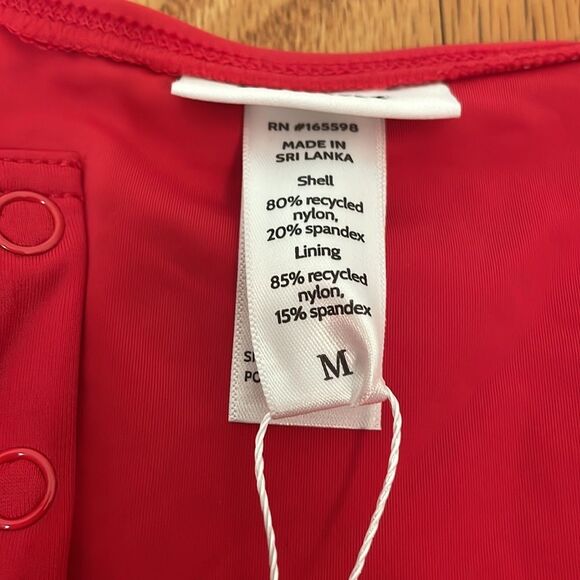 RN #165598
MADE IN
SRI LANKA
Shell
80% recycled
nylon,
20% spandex
Lining
85% recycled
nylon,
15% spandex
M